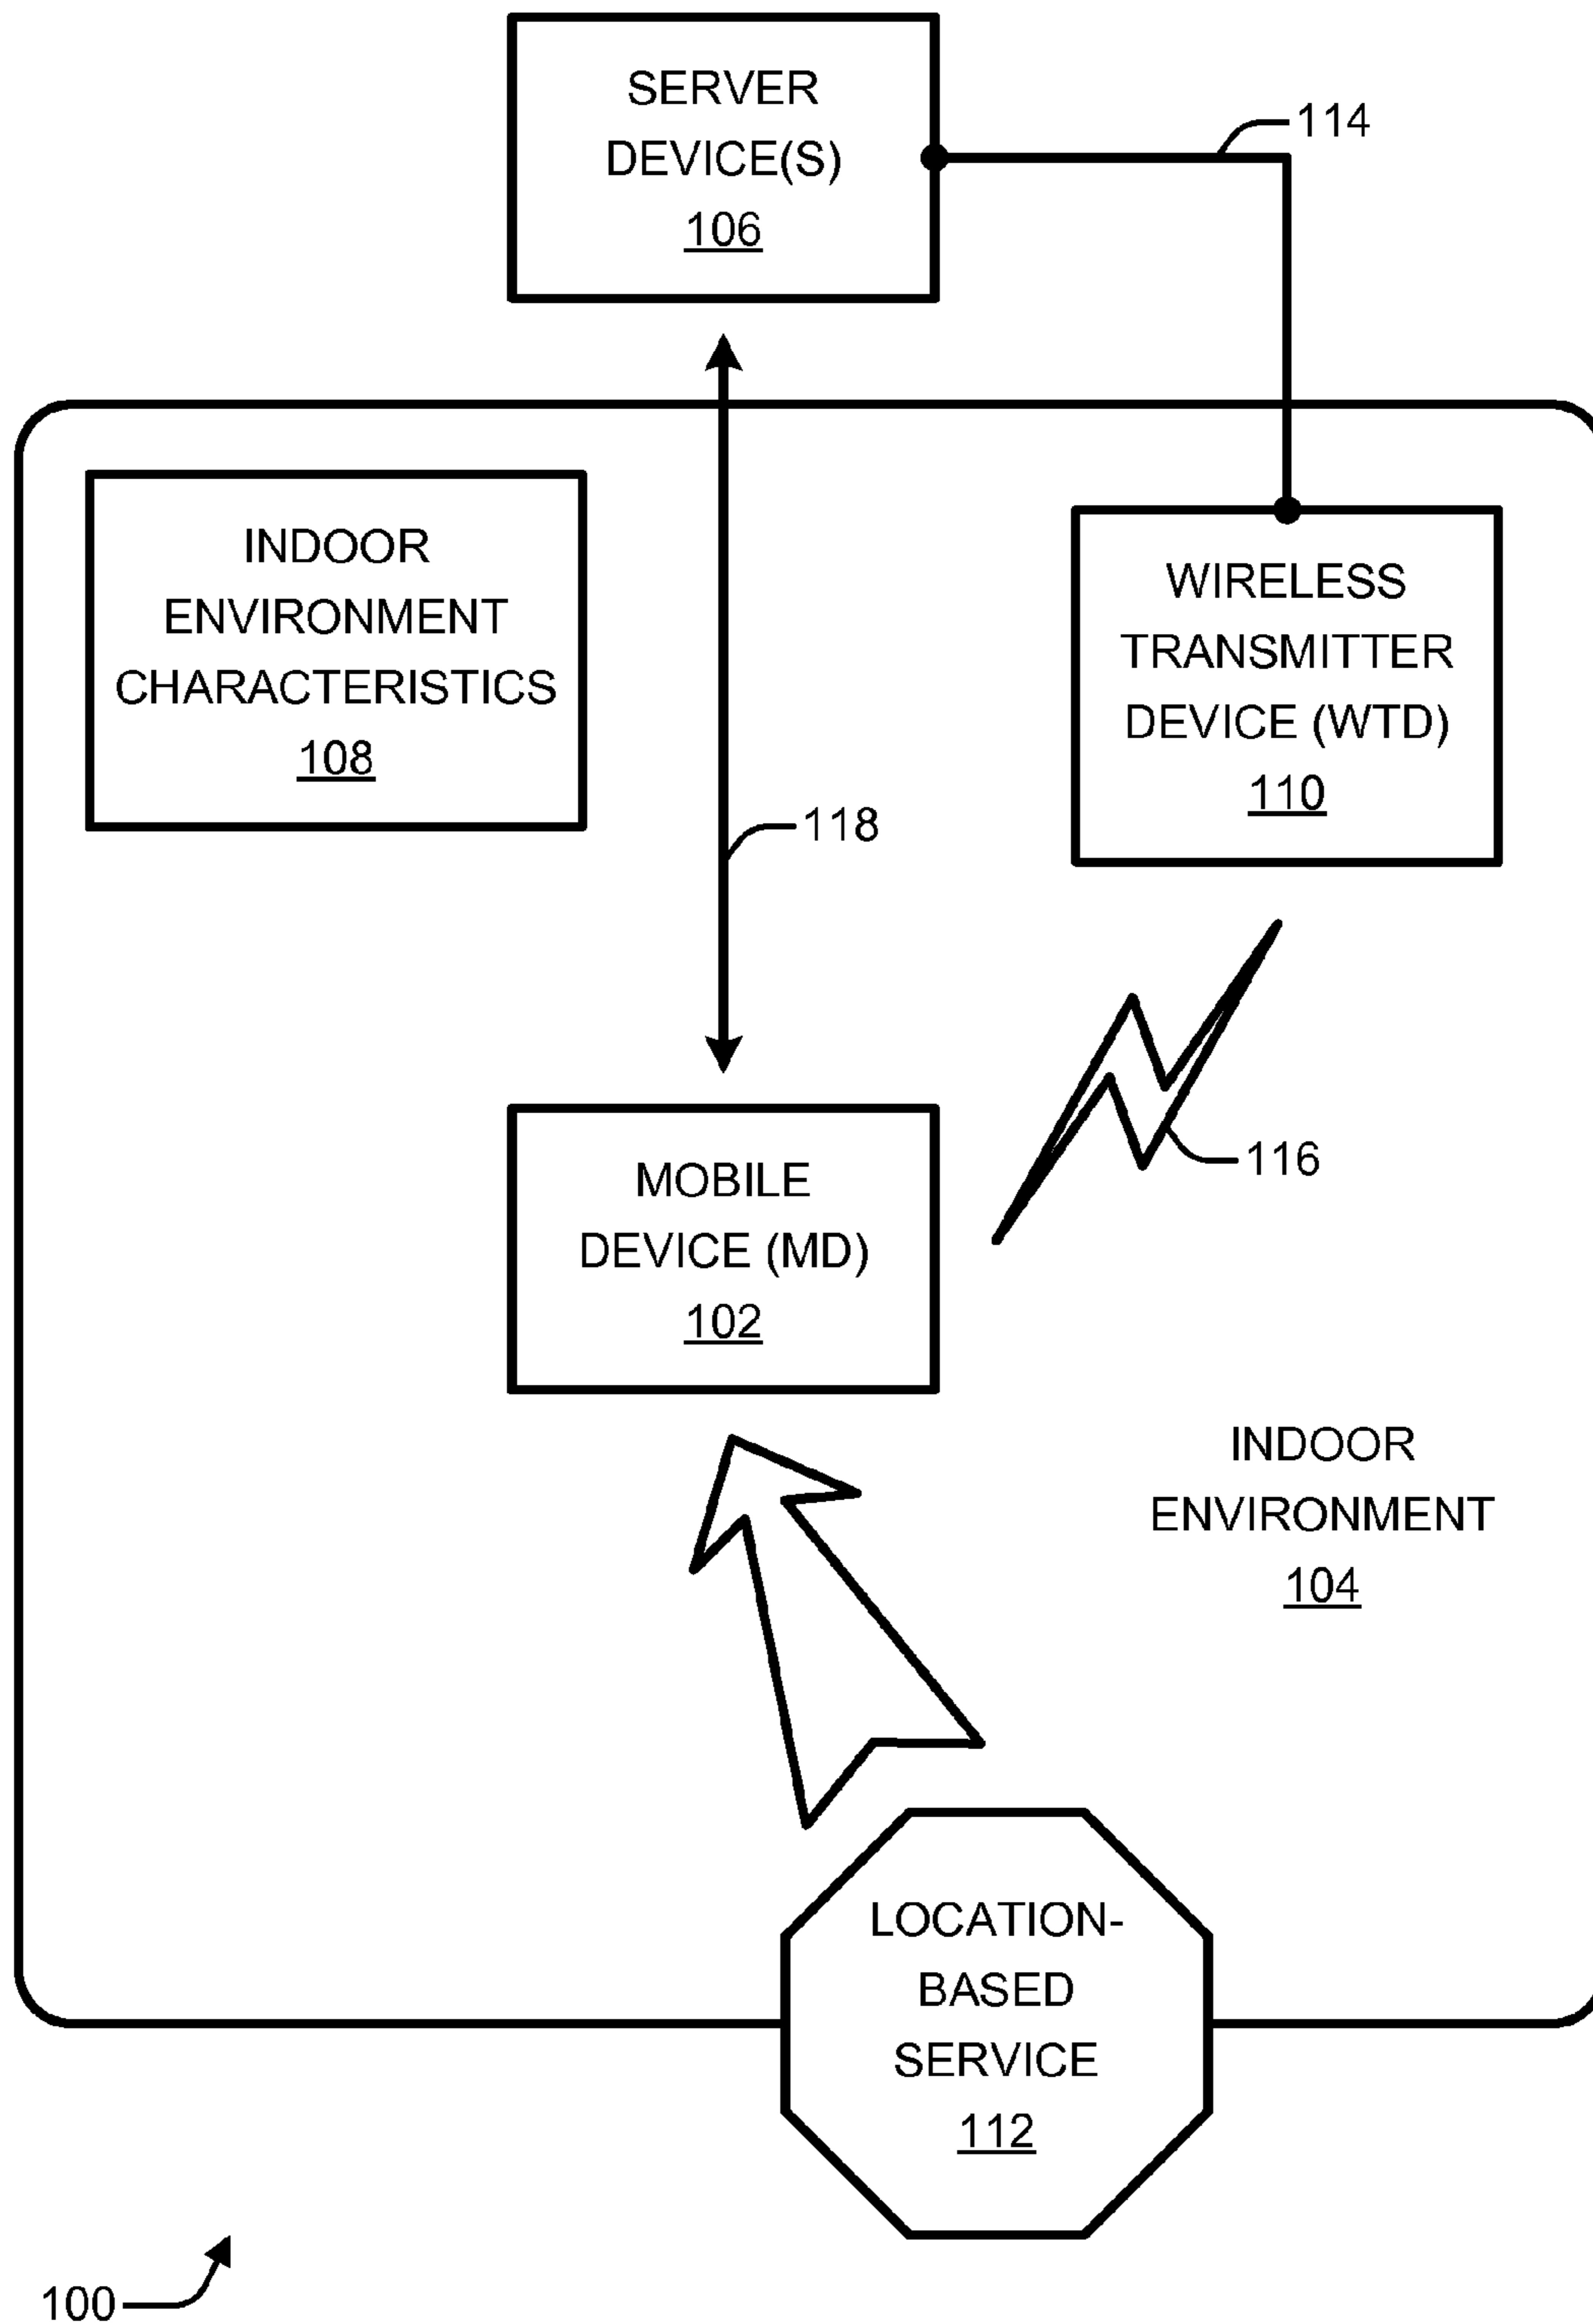 SERVER
DEVICE(S)
106
114
INDOOR
ENVIRONMENT
CHARACTERISTICS
108
WIRELESS
TRANSMITTER
DEVICE (WTD)
110
118
116
MOBILE
DEVICE (MD)
102
INDOOR
ENVIRONMENT
104
LOCATION-
BASED
SERVICE
112
100